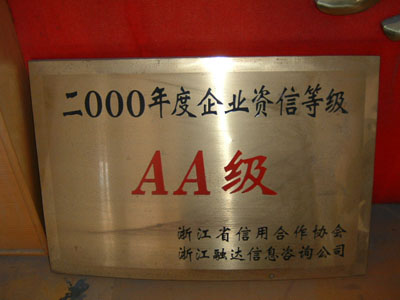 二000年度企业资信等级
AA级
浙江省信用合作协会
浙江融达信息咨询公司